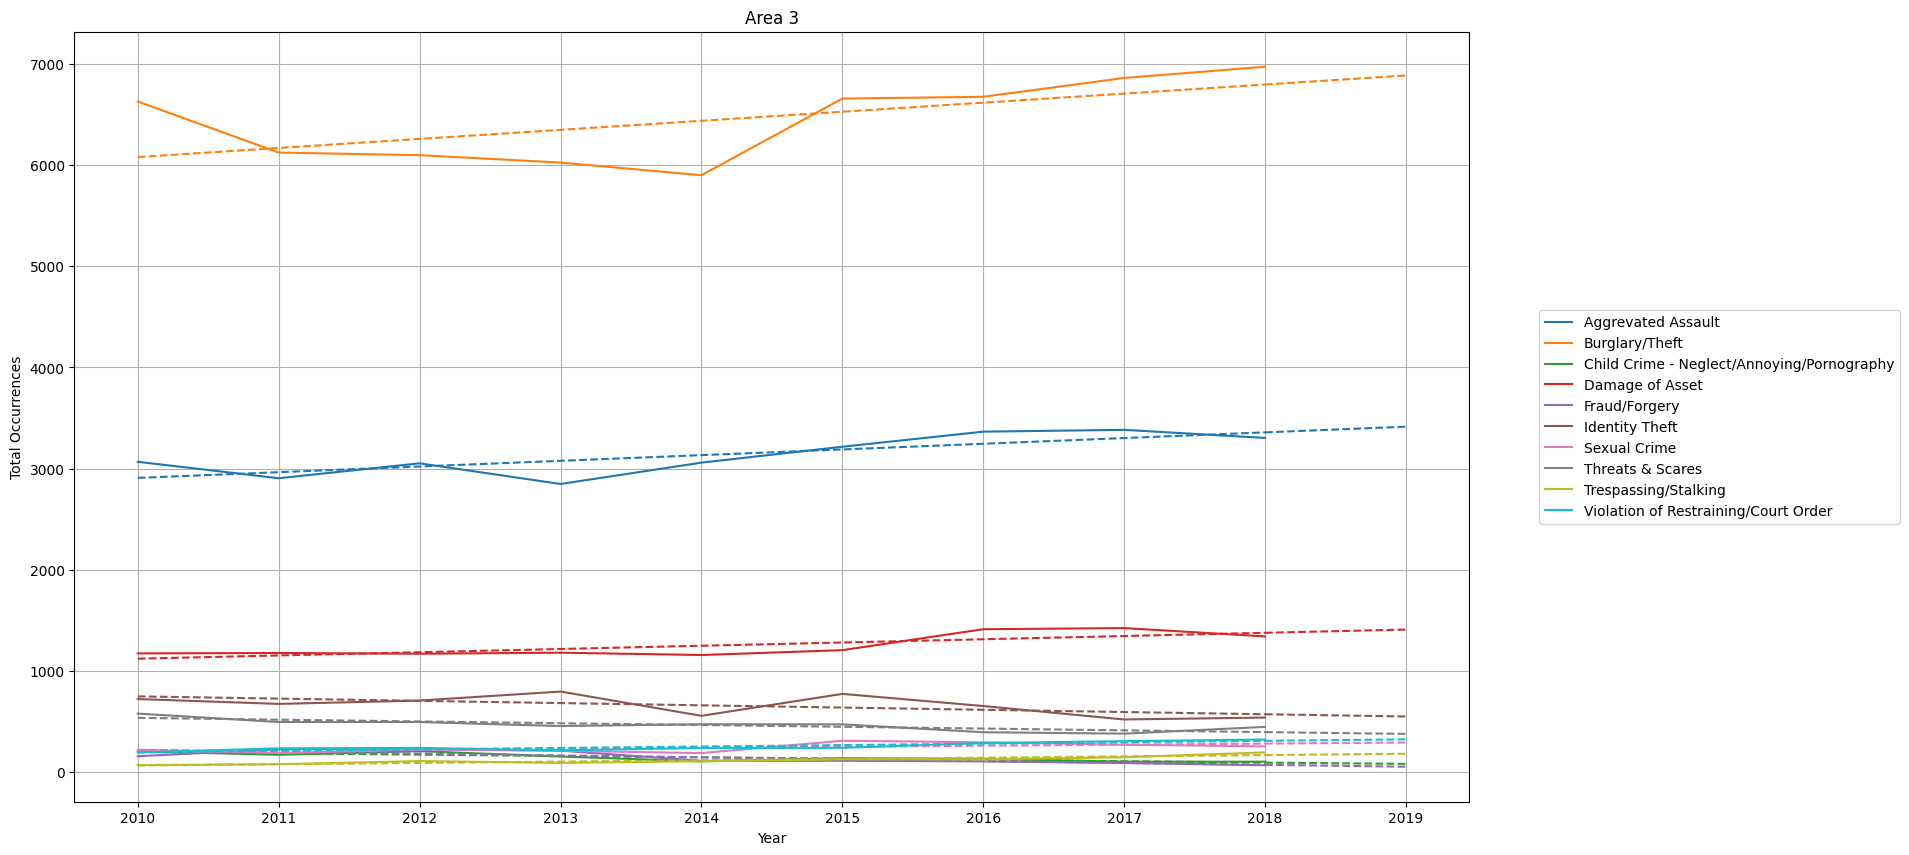 Area 3
Total Occurrences
7000
6000
5000
4000
3000
2000
1000
0
2010 2011 2012 2013 2014 2015 2016 2017 2018 2019
Year
Aggrevated Assault
Burglary/Theft
Child Crime - Neglect/Annoying/Pornography
Damage of Asset
Fraud/Forgery
Identity Theft
Sexual Crime
Threats & Scares
Trespassing/Stalking
Violation of Restraining/Court Order